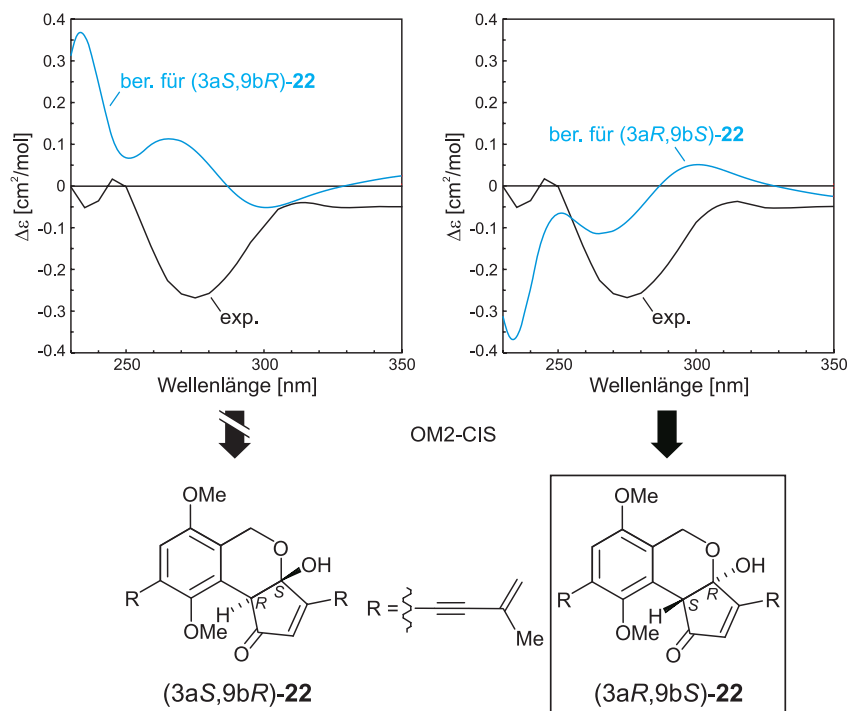 0.4
0.3
0.2
0.1
0
-0.1
-0.2
-0.3
-0.4
Δε [cm²/mol]
ber. für (3aS,9bR)-22
exp.
250
300
350
Wellenlänge [nm]
0.4
0.3
0.2
0.1
0
-0.1
-0.2
-0.3
0.4
Δε [cm²/mol]
ber. für (3aR,9bS)-22
exp.
250
300
350
Wellenlänge [nm]
OM2-CIS
OMe
O
OH
S
R
H
R
R
OMe
O
(3aS,9bR)-22
R =
Me
OMe
O
OH
R
S
H
R
R
OMe
O
(3aR,9bS)-22